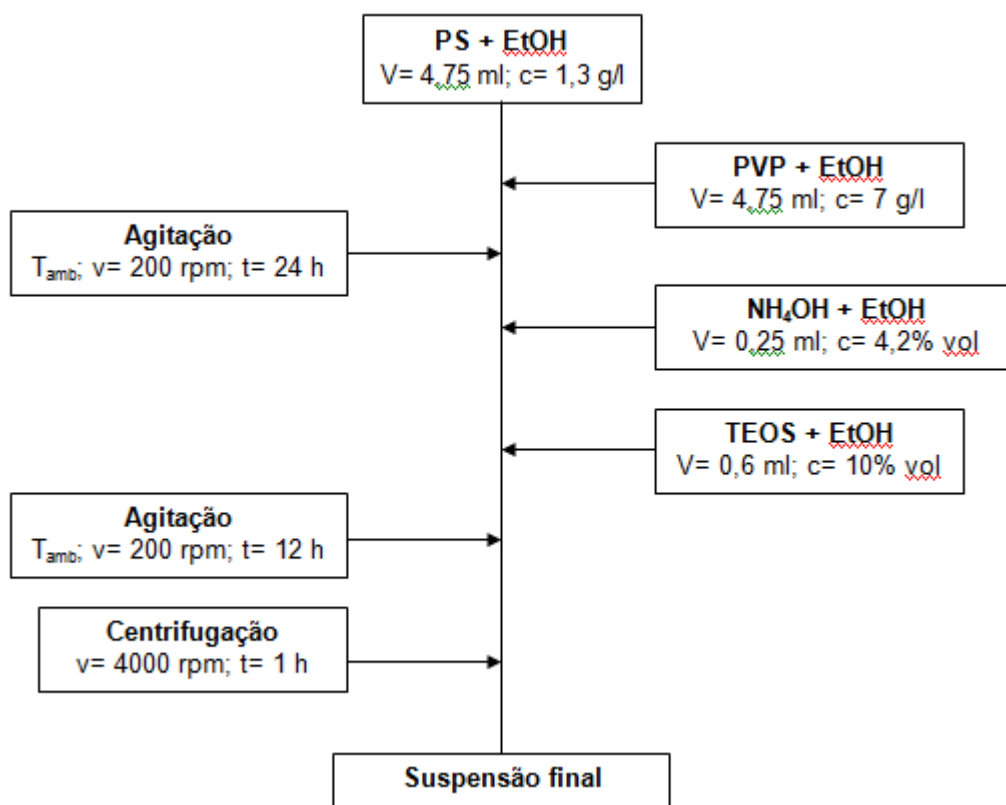 PS + EtOH
V= 4,75 ml; c= 1,3 g/l
PVP + EtOH
V= 4,75 ml; c= 7 g/l
Agitação
Tamb; v= 200 rpm; t= 24 h
NH₄OH + EtOH
V= 0,25 ml; c= 4,2% vol
TEOS + EtOH
V= 0,6 ml; c= 10% vol
Agitação
Tamb; v= 200 rpm; t= 12 h
Centrifugação
v= 4000 rpm; t= 1 h
Suspensão final